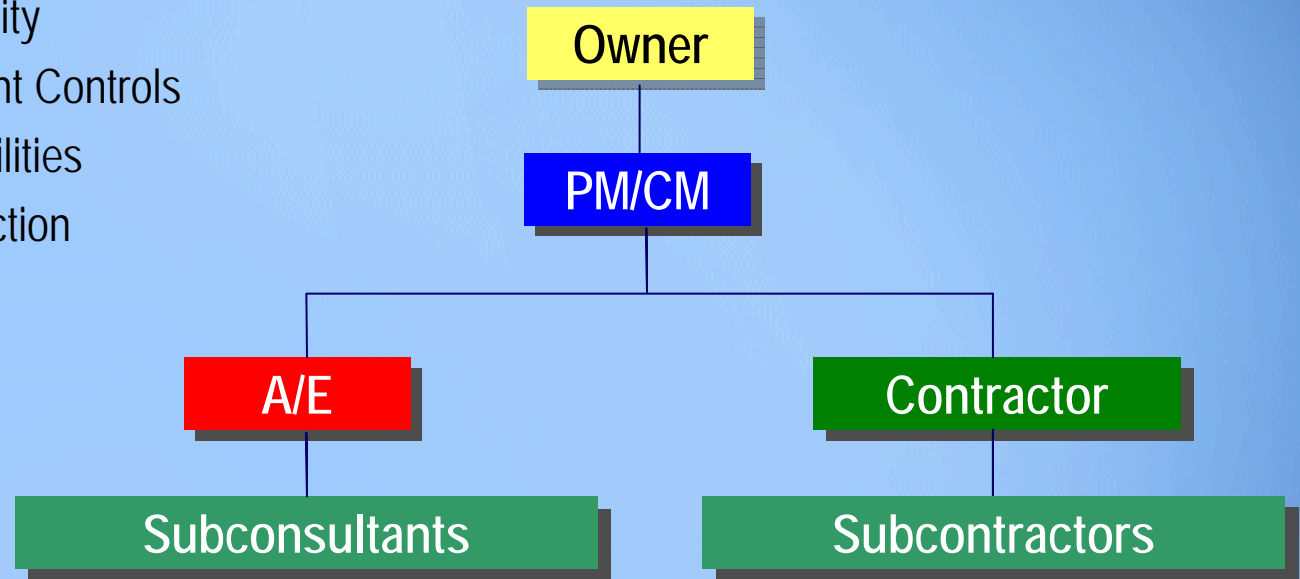 ity
nt Controls
ilities
ction
Owner
PM/CM
A/E
Contractor
Subconsultants
Subcontractors